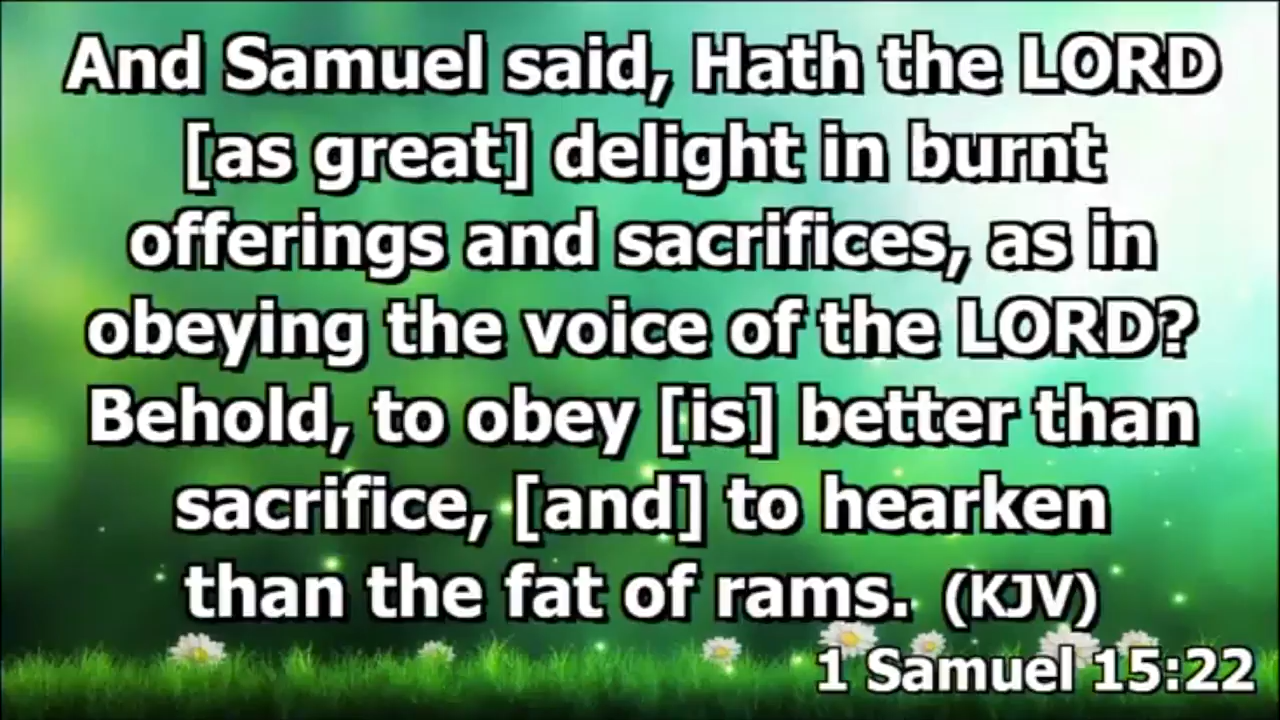 And Samuel said, Hath the LORD
[as great] delight in burnt
offerings and sacrifices, as in
obeying the voice of the LORD?
Behold, to obey [is] better than
sacrifice, [and] to hearken
than the fat of rams. (KJV)
1 Samuel 15:22